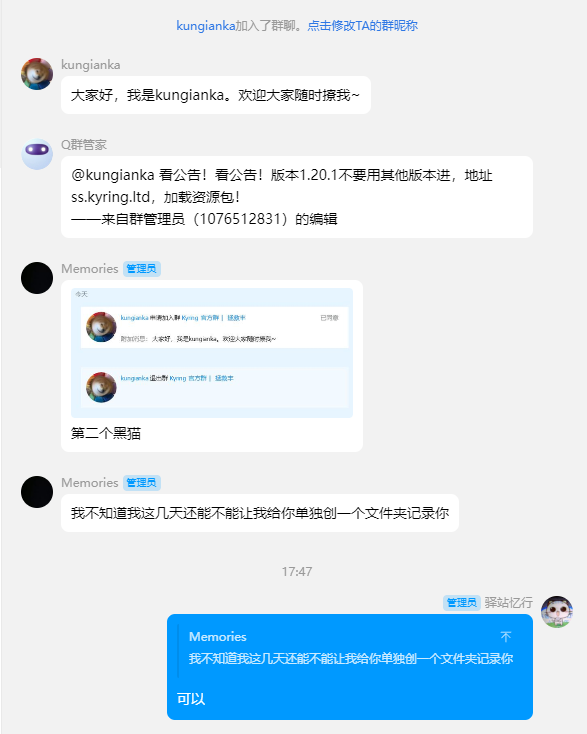 kungianka加入了群聊。点击修改TA的群昵称
kungianka
大家好，我是kungianka。欢迎大家随时撩我~
Q群管家
@kungianka 看公告！看公告！版本1.20.1不要用其他版本进，地址
ss.kyring.ltd，加载资源包！
——来自群管理员（1076512831）的编辑
Memories 管理员
今天
kungianka 申请加入群 Kyring 官方群 | 拯救半 已同意
附加消息： 大家好，我是kungianka。欢迎大家随时撩我~
kungianka 退出群 Kyring 官方群 | 拯救半
第二个黑猫
Memories 管理员
我不知道我这几天还能不能让我给你单独创一个文件夹记录你
17:47
管理员 驿站忆行
Memories
我不知道我这几天还能不能让我给你单独创一个文件夹记录你
可以